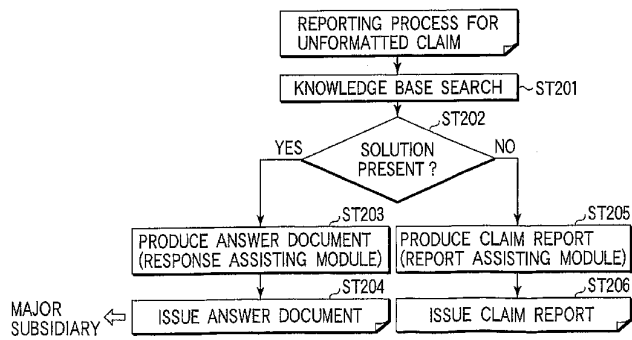 REPORTING PROCESS FOR
UNFORMATTED CLAIM
KNOWLEDGE BASE SEARCH
ST201
ST202
YES
SOLUTION
PRESENT?
NO
ST203
PRODUCE ANSWER DOCUMENT
(RESPONSE ASSISTING MODULE)
ST205
PRODUCE CLAIM REPORT
(REPORT ASSISTING MODULE)
ST204
MAJOR
SUBSIDIARY
ISSUE ANSWER DOCUMENT
ST206
ISSUE CLAIM REPORT